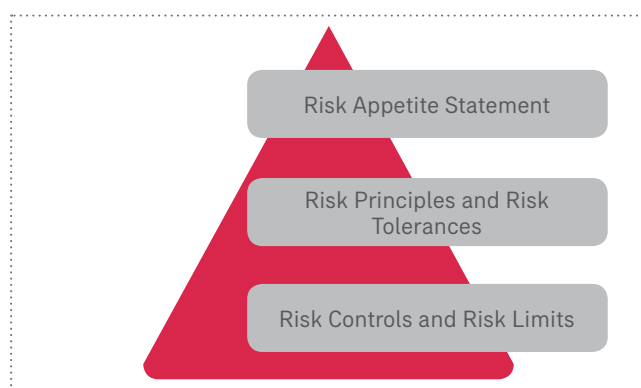 Risk Appetite Statement
Risk Principles and Risk
Tolerances
Risk Controls and Risk Limits